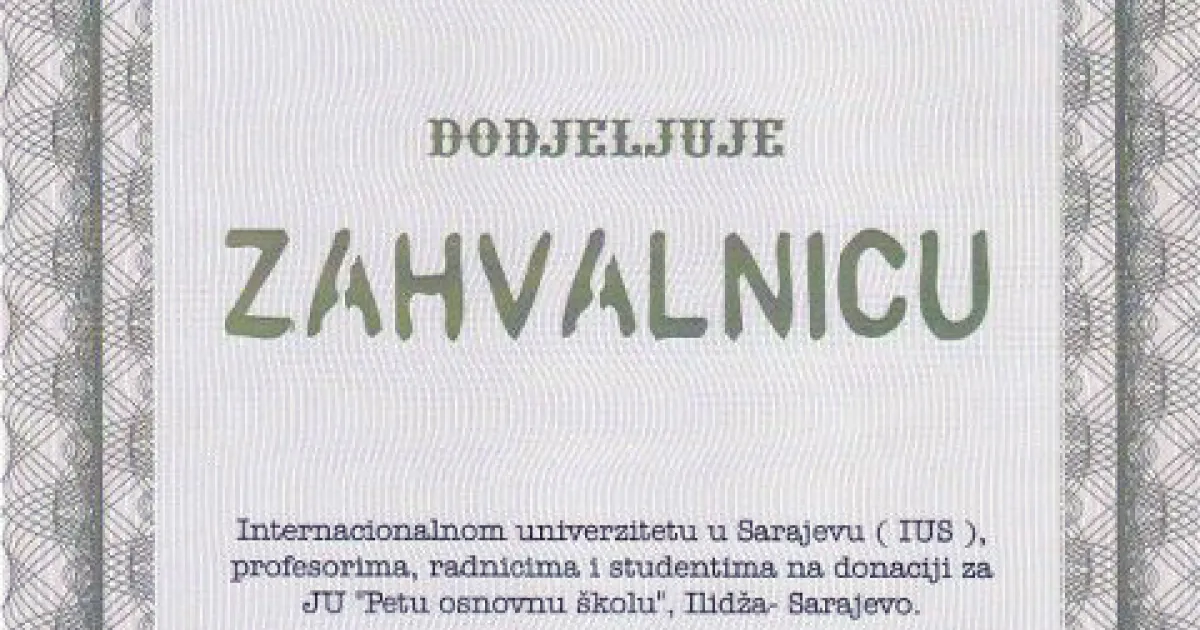 DODJELJUJE
ZAHVALNICU
Internacionalnom univerzitetu u Sarajevu ( IUS ),
profesorima, radnicima i studentima na donaciji za
JU "Petu osnovnu školu", Ilidža- Sarajevo.